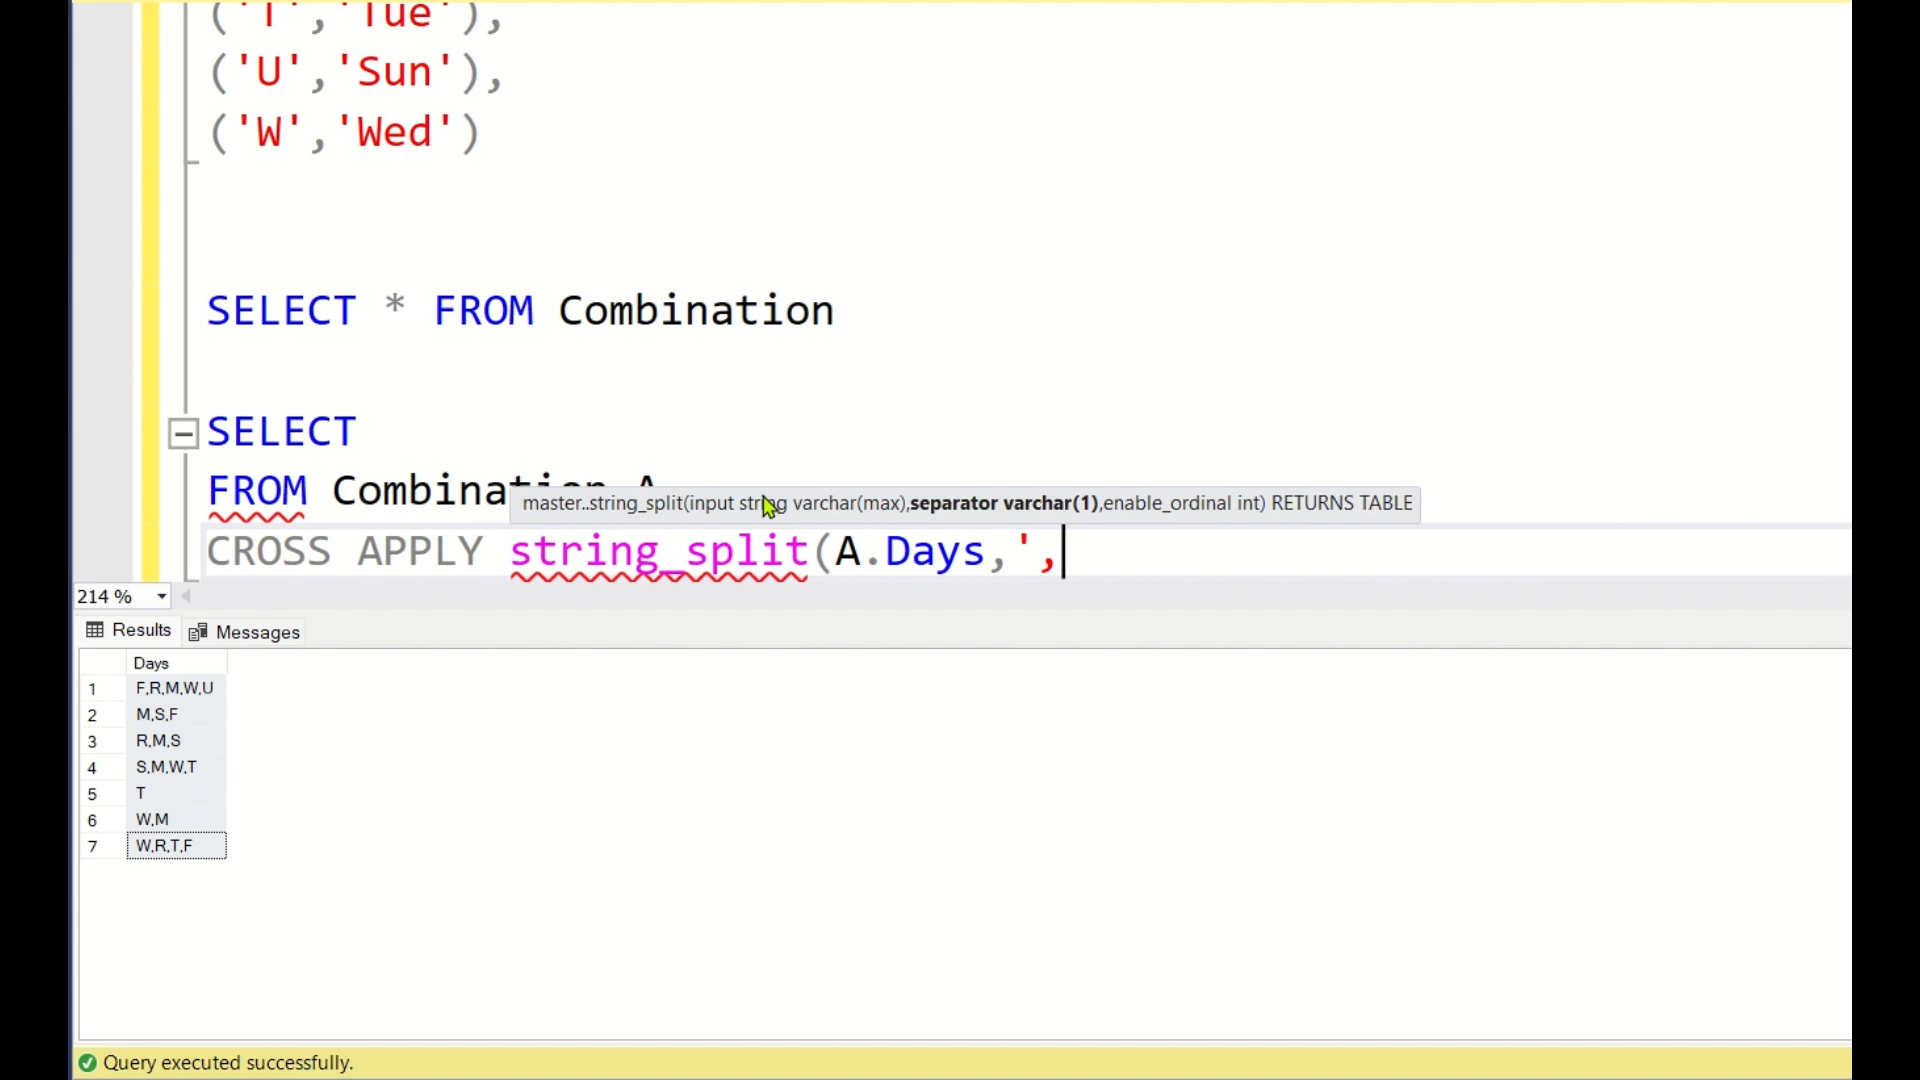 ('T','Tue'),
('U','Sun'),
('W','Wed')
SELECT * FROM Combination
SELECT
FROM Combination A
master..string_split(input string varchar(max),separator varchar(1),enable_ordinal int) RETURNS TABLE
CROSS APPLY string_split(A.Days,',
214 %
Results Messages
Days
1 F,R,M,W,U
2 M,S,F
3 R,M,S
4 S,M,W,T
5 T
6 W,M
7 W,R,T,F
Query executed successfully.